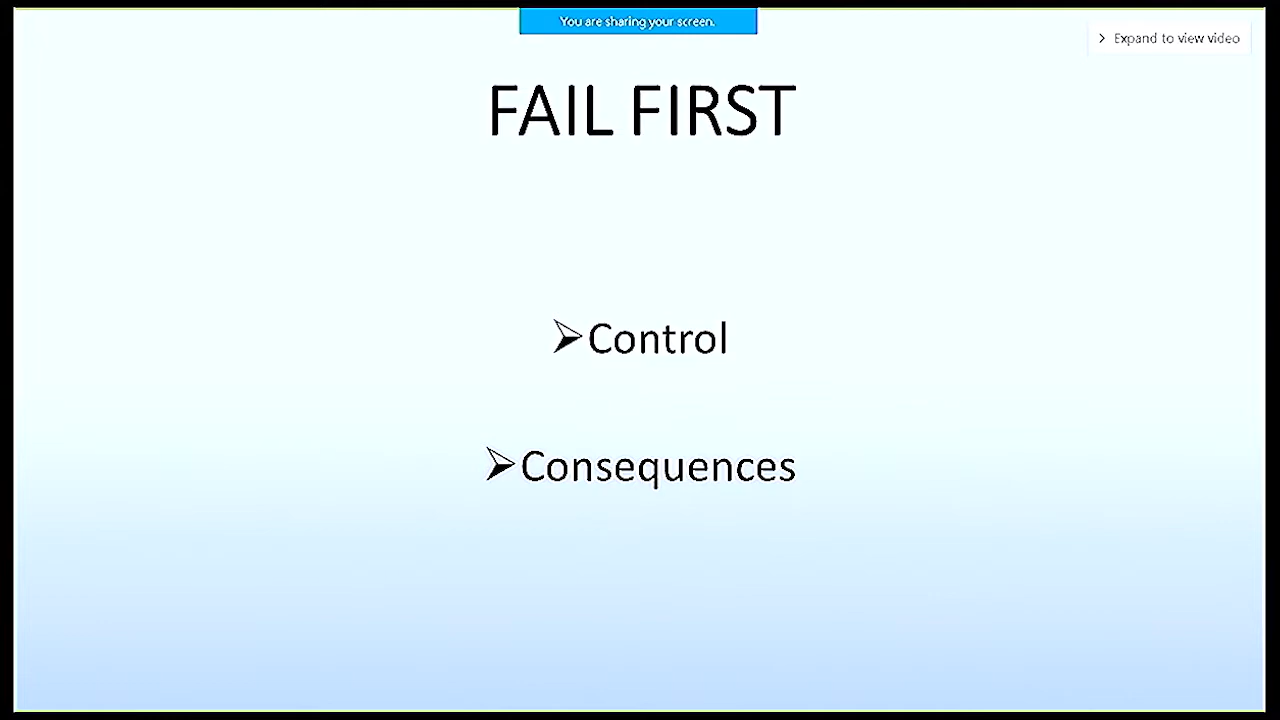 You are sharing your screen.
Expand to view video
FAIL FIRST
Control
Consequences